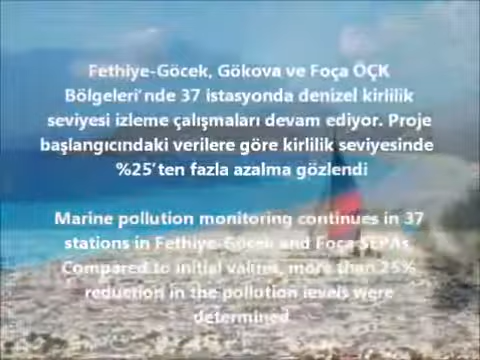 Fethiye-Göcek, Gökova ve Foça ÖÇK
Bölgeleri'nde 37 istasyonda denizel kirlilik
seviyesi izleme çalışmaları devam ediyor. Proje
başlangıcındaki verilere göre kirlilik seviyesinde
%25'ten fazla azalma gözlendi
Marine pollution monitoring continues in 37
stations in Fethiye-Göcek and Foça SEPAs.
Compared to initial values, more than 25%
reduction in the pollution levels were
determined